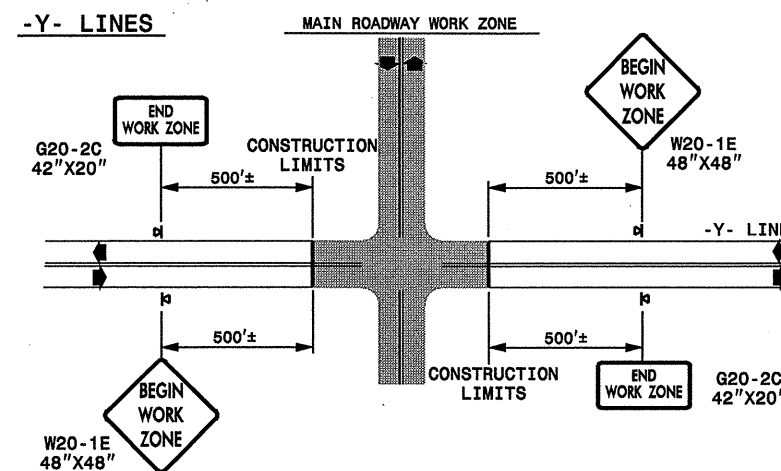 -Y- LINES
MAIN ROADWAY WORK ZONE
END
WORK ZONE
G20-2C
42"X20"
CONSTRUCTION
LIMITS
500'±
500'±
BEGIN
WORK
ZONE
W20-1E
48"X48"
-Y- LINE
500'±
500'±
BEGIN
WORK
ZONE
W20-1E
48"X48"
CONSTRUCTION
LIMITS
END
WORK ZONE
G20-2C
42"X20"